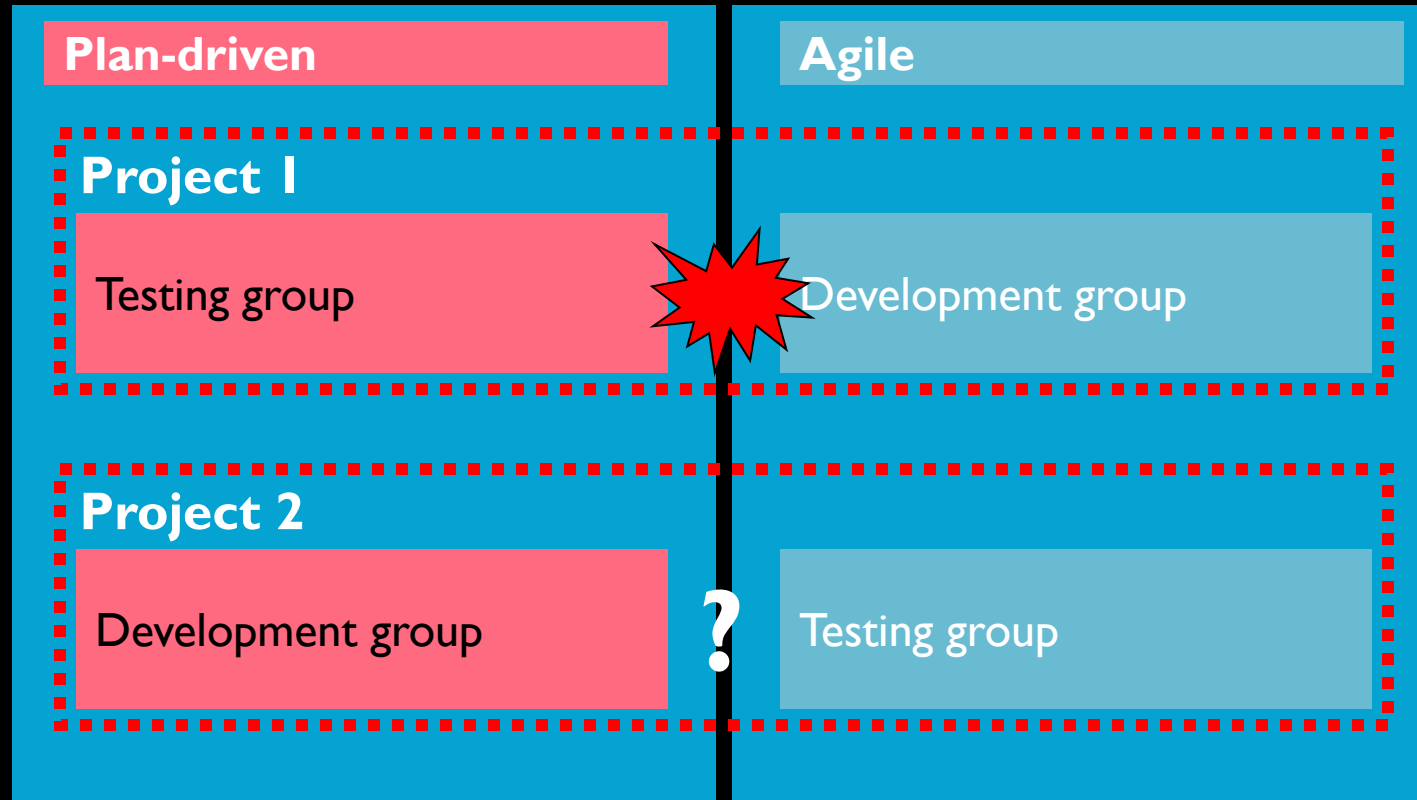 Plan-driven
Agile
Project 1
Testing group
Development group
Project 2
Development group
?
Testing group